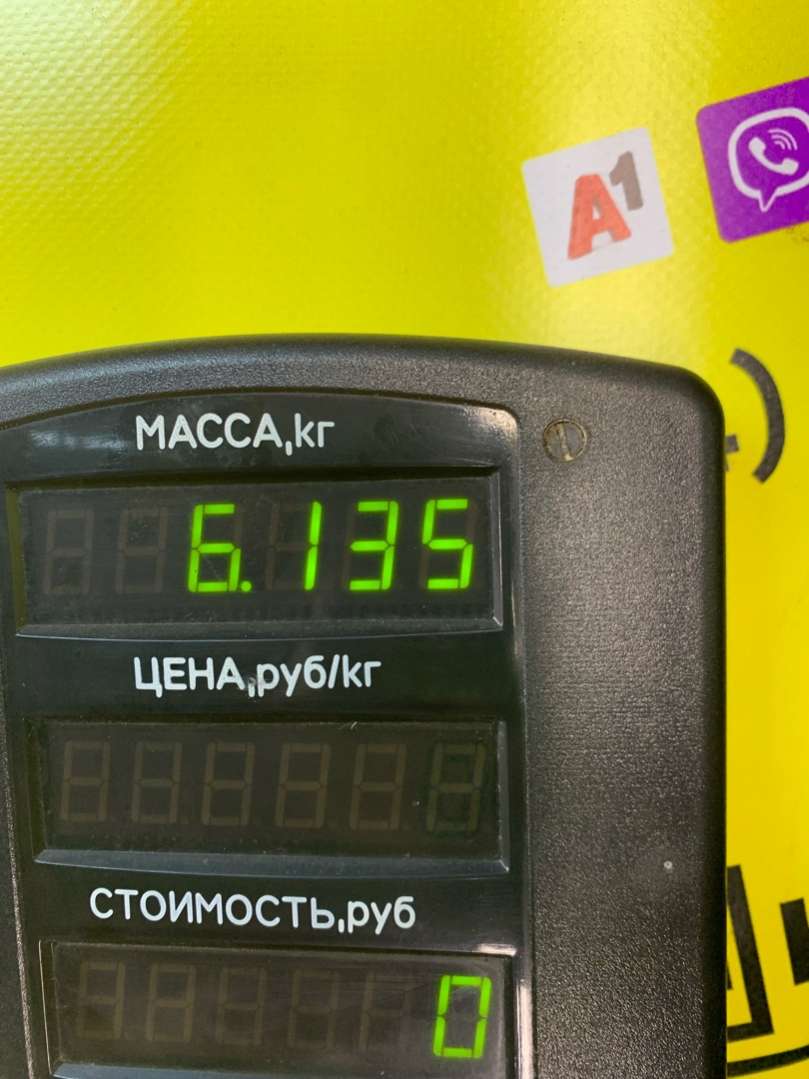 A1
МАССА,кг
6.135
ЦЕНА,руб/кг
СТОИМОСТЬ,руб
0